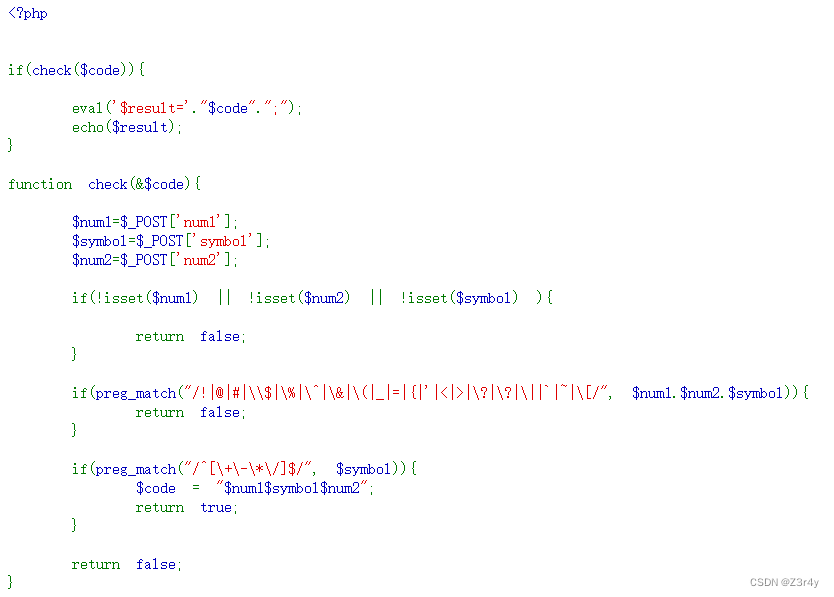 <?php
if(check($code)){
eval('$result='."$code".";");
echo($result);
}
function check(&$code){
$num1=$_POST['num1'];
$symbol=$_POST['symbol'];
$num2=$_POST['num2'];
if(!isset($num1) || !isset($num2) || !isset($symbol) ){
return false;
}
if(preg_match("/!|@|#|\\$|\%|\^|\&|\(|_|=|{|'|<|>|\?|\?|\||`|~|\[/", $num1.$num2.$symbol)){
return false;
}
if(preg_match("/^[\+\-\*\/]$/", $symbol)){
$code = "$num1$symbol$num2";
return true;
}
return false;
}
CSDN @Z3r4y